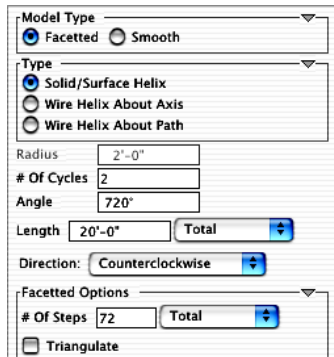 Model Type
Facetted Smooth
Type
Solid/Surface Helix
Wire Helix About Axis
Wire Helix About Path
Radius 2'-0"
# Of Cycles 2
Angle 720°
Length 20'-0" Total
Direction: Counterclockwise
Facetted Options
# Of Steps 72 Total
Triangulate